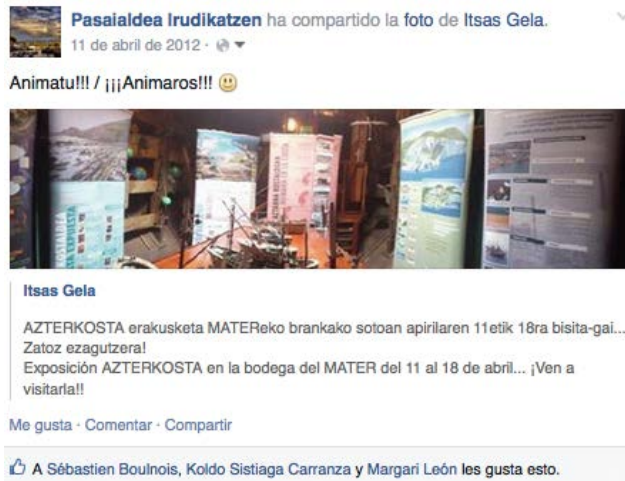 Pasaialdea Irudikatzen ha compartido la foto de Itsas Gela.
11 de abril de 2012 ·
Animatu!!! / ¡¡¡Animaros!!!
Itsas Gela
AZTERKOSTA erakusketa MATEReko brankako sotoan apirilaren 11etik 18ra bisita-gai...
Zatoz ezagutzera!
Exposición AZTERKOSTA en la bodega del MATER del 11 al 18 de abril... ¡Ven a
visitarla!!
Me gusta · Comentar · Compartir
A Sébastien Boulnois, Koldo Sistiaga Carranza y Margari León les gusta esto.